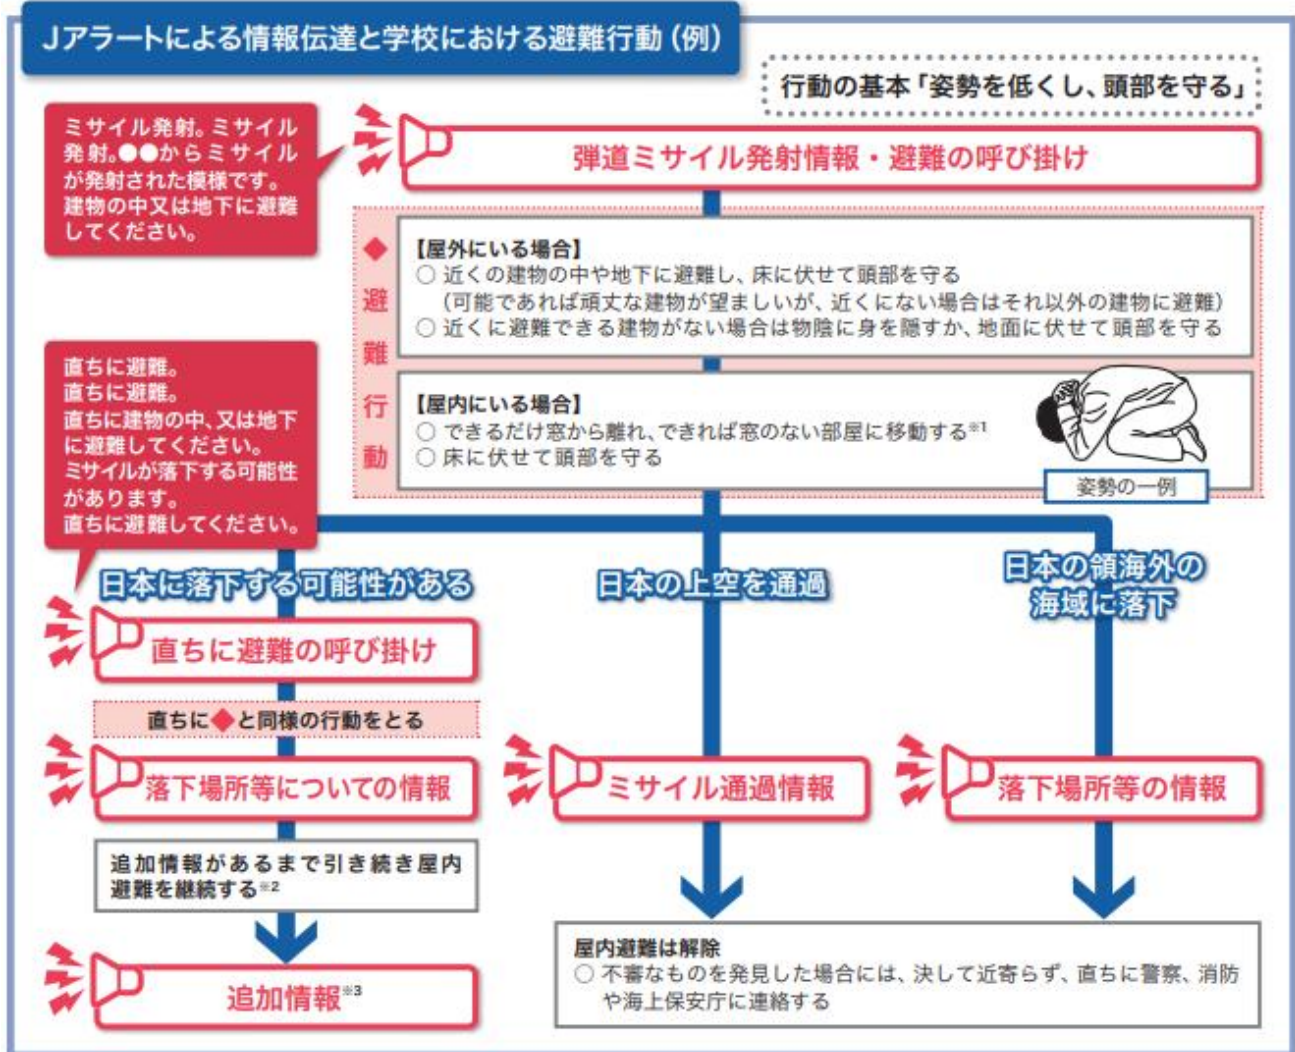 Jアラートによる情報伝達と学校における避難行動(例)
行動の基本「姿勢を低くし、頭部を守る」
ミサイル発射。ミサイル
発射。●●からミサイル
が発射された模様です。
建物の中又は地下に避難
してください。
弾道ミサイル発射情報・避難の呼び掛け
◆避難行動
【屋外にいる場合】
○ 近くの建物の中や地下に避難し、床に伏せて頭部を守る
(可能であれば頑丈な建物が望ましいが、近くにない場合はそれ以外の建物に避難)
○ 近くに避難できる建物がない場合は物陰に身を隠すか、地面に伏せて頭部を守る
【屋内にいる場合】
○ できるだけ窓から離れ、できれば窓のない部屋に移動する※1
○ 床に伏せて頭部を守る
姿勢の一例
直ちに避難。
直ちに避難。
直ちに建物の中、又は地下
に避難してください。
ミサイルが落下する可能性
があります。
直ちに避難してください。
日本に落下する可能性がある
直ちに避難の呼び掛け
直ちに◆と同様の行動をとる
落下場所等についての情報
追加情報があるまで引き続き屋内
避難を継続する※2
追加情報※3
日本の上空を通過
ミサイル通過情報
日本の領海外の
海域に落下
落下場所等の情報
屋内避難は解除
○ 不審なものを発見した場合には、決して近寄らず、直ちに警察、消防
や海上保安庁に連絡する